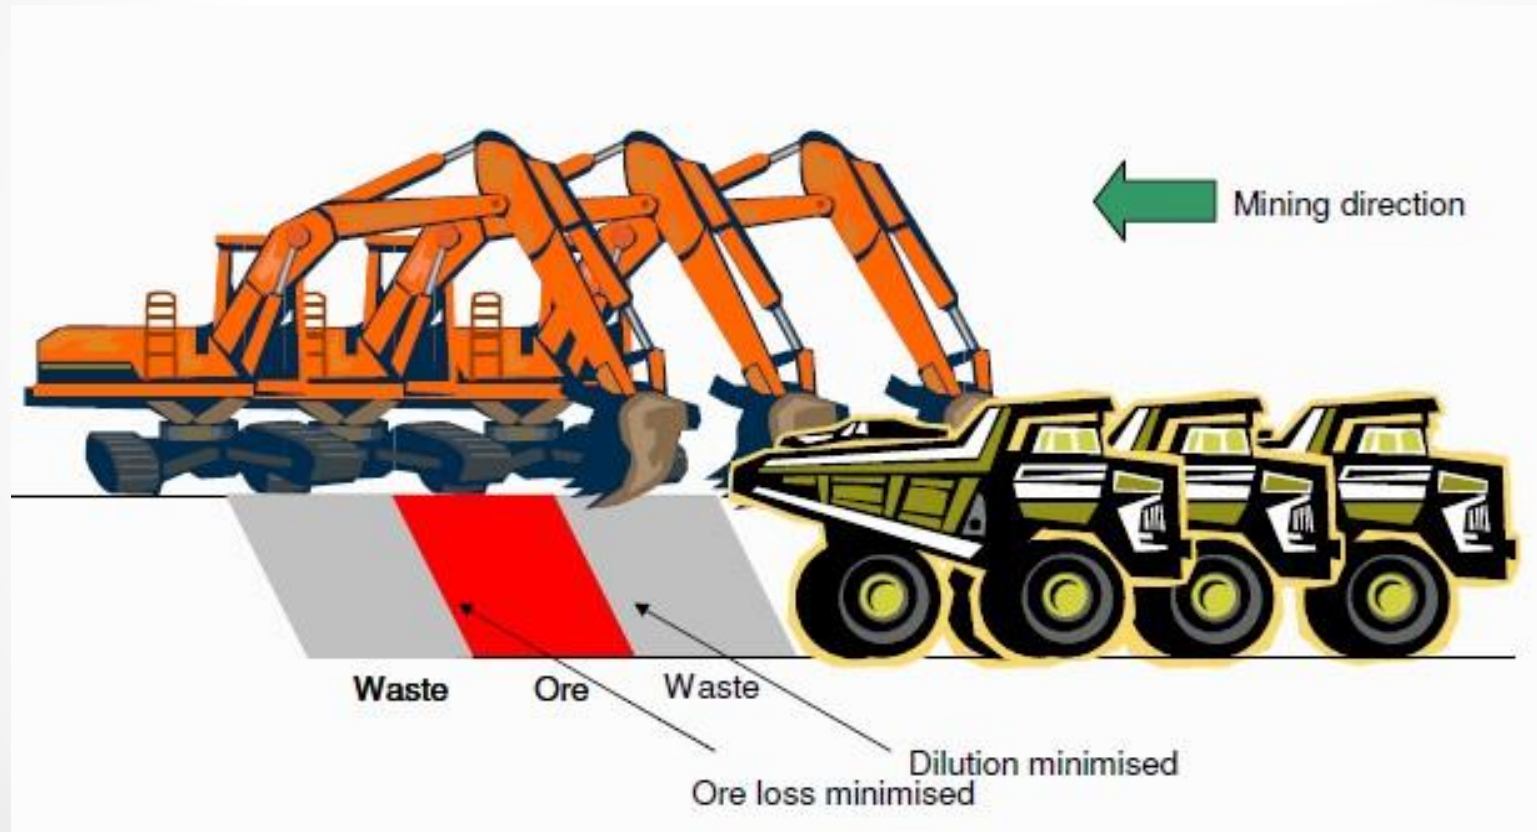 Mining direction
Waste Ore Waste
Dilution minimised
Ore loss minimised